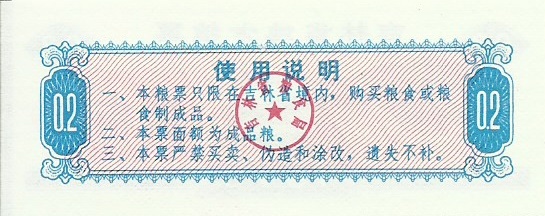 使用说明
一、本粮票只限在吉林省境内，购买粮食或粮
食制成品。
二、本票面额为成品粮。
三、本票严禁买卖、伪造和涂改，遗失不补。
0.2
0.2